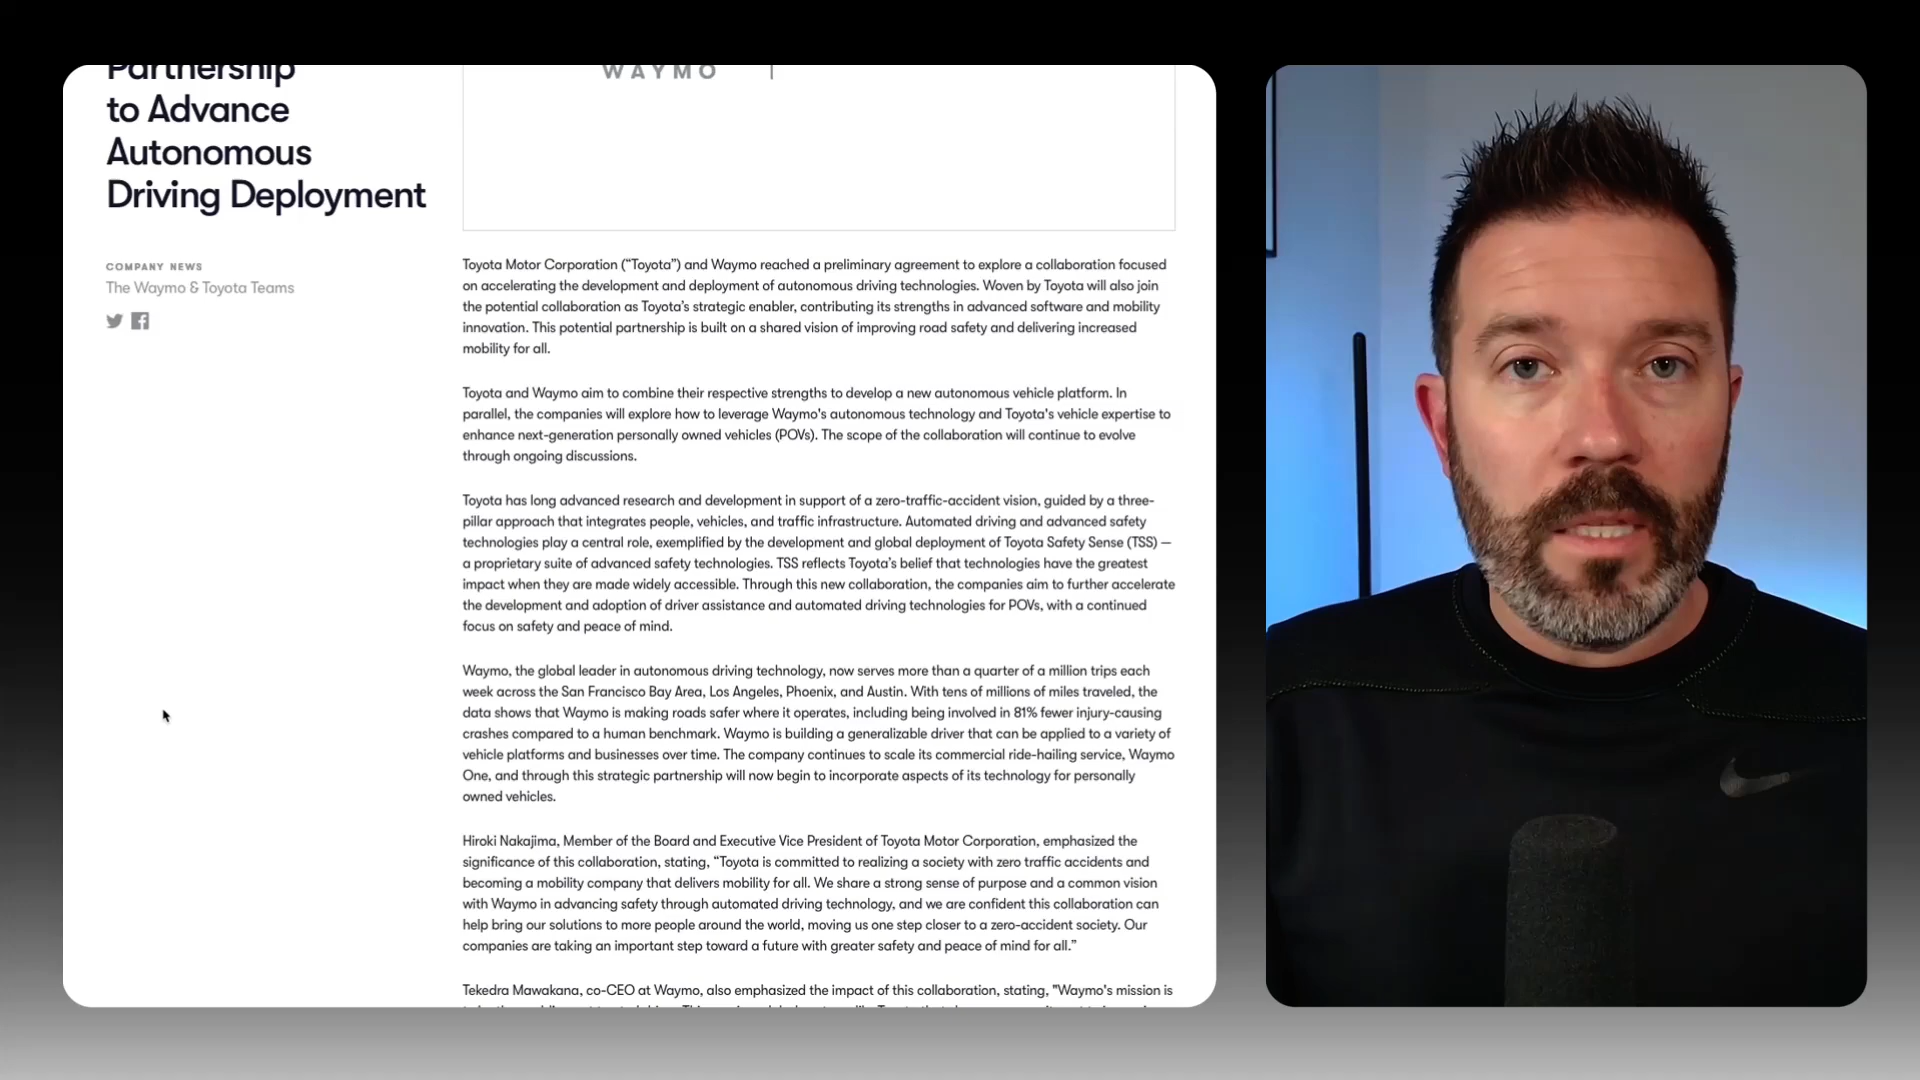 Partnership
to Advance
Autonomous
Driving Deployment
COMPANY NEWS
The Waymo & Toyota Teams
WAYMO
Toyota Motor Corporation (“Toyota”) and Waymo reached a preliminary agreement to explore a collaboration focused
on accelerating the development and deployment of autonomous driving technologies. Woven by Toyota will also join
the potential collaboration as Toyota’s strategic enabler, contributing its strengths in advanced software and mobility
innovation. This potential partnership is built on a shared vision of improving road safety and delivering increased
mobility for all.
Toyota and Waymo aim to combine their respective strengths to develop a new autonomous vehicle platform. In
parallel, the companies will explore how to leverage Waymo's autonomous technology and Toyota's vehicle expertise to
enhance next-generation personally owned vehicles (POVs). The scope of the collaboration will continue to evolve
through ongoing discussions.
Toyota has long advanced research and development in support of a zero-traffic-accident vision, guided by a three-
pillar approach that integrates people, vehicles, and traffic infrastructure. Automated driving and advanced safety
technologies play a central role, exemplified by the development and global deployment of Toyota Safety Sense (TSS) —
a proprietary suite of advanced safety technologies. TSS reflects Toyota’s belief that technologies have the greatest
impact when they are made widely accessible. Through this new collaboration, the companies aim to further accelerate
the development and adoption of driver assistance and automated driving technologies for POVs, with a continued
focus on safety and peace of mind.
Waymo, the global leader in autonomous driving technology, now serves more than a quarter of a million trips each
week across the San Francisco Bay Area, Los Angeles, Phoenix, and Austin. With tens of millions of miles traveled, the
data shows that Waymo is making roads safer where it operates, including being involved in 81% fewer injury-causing
crashes compared to a human benchmark. Waymo is building a generalizable driver that can be applied to a variety of
vehicle platforms and businesses over time. The company continues to scale its commercial ride-hailing service, Waymo
One, and through this strategic partnership will now begin to incorporate aspects of its technology for personally
owned vehicles.
Hiroki Nakajima, Member of the Board and Executive Vice President of Toyota Motor Corporation, emphasized the
significance of this collaboration, stating, “Toyota is committed to realizing a society with zero traffic accidents and
becoming a mobility company that delivers mobility for all. We share a strong sense of purpose and a common vision
with Waymo in advancing safety through automated driving technology, and we are confident this collaboration can
help bring our solutions to more people around the world, moving us one step closer to a zero-accident society. Our
companies are taking an important step toward a future with greater safety and peace of mind for all.”
Tekedra Mawakana, co-CEO at Waymo, also emphasized the impact of this collaboration, stating, "Waymo's mission is